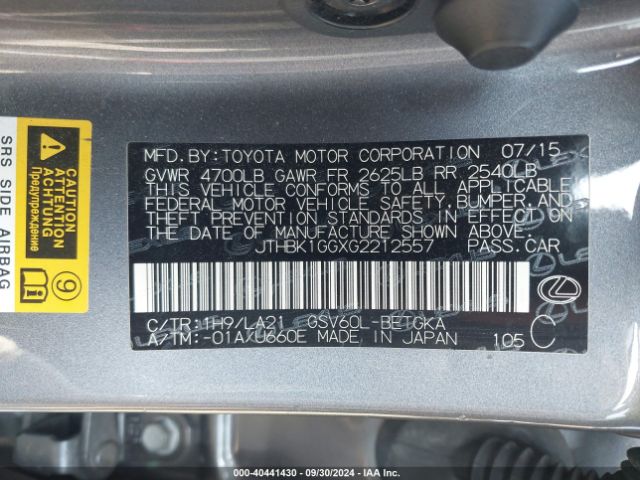 MFD. BY: TOYOTA MOTOR CORPORATION 07/15
GVWR 4700LB GAWR FR 2625LB RR 2540LB
THIS VEHICLE CONFORMS TO ALL APPLICABLE
FEDERAL MOTOR VEHICLE SAFETY, BUMPER, AND
THEFT PREVENTION STANDARDS IN EFFECT ON
THE DATE OF MANUFACTURE SHOWN ABOVE.
JTHBK1GGXG2212557 PASS. CAR
C/TR: 1H9/LA21 GSV60L-BETGKA
A/TM: -01A/U660E MADE IN JAPAN 105 C
SRS SIDE AIRBAG
ACHTUNG
ATTENTION
Предупреждение
9
000-40441430 - 09/30/2024 - IAA Inc.